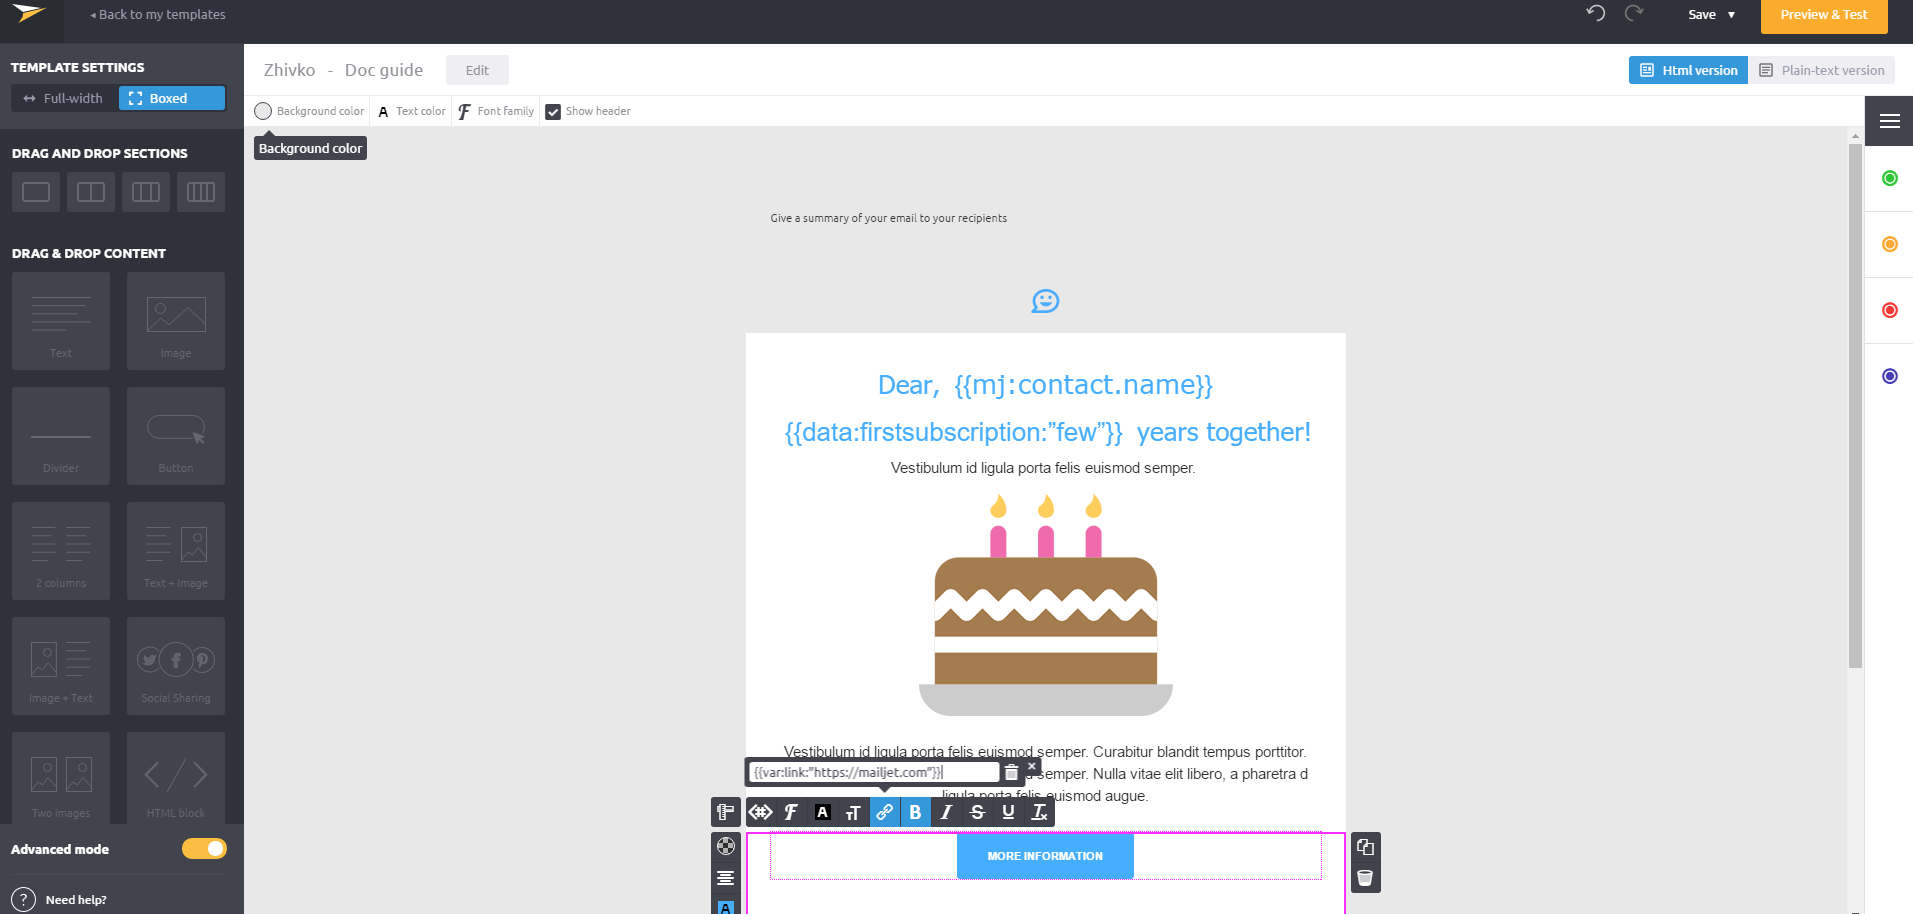 ◂ Back to my templates
Save ▼
Preview & Test
TEMPLATE SETTINGS
Full-width
Boxed
Zhivko - Doc guide
Edit
Html version
Plain-text version
Background color
A Text color
F Font family
Show header
Background color
DRAG AND DROP SECTIONS
Give a summary of your email to your recipients
DRAG & DROP CONTENT
Text
Image
Divider
Button
2 columns
Text + Image
Image + Text
Social Sharing
Two images
HTML block
Dear, {{mj:contact.name}}
{{data:firstsubscription:”few”}} years together!
Vestibulum id ligula porta felis euismod semper.
Vestibulum id ligula porta felis euismod semper. Curabitur blandit tempus porttitor.
{{var:link:"https://mailjet.com"}}
semper. Nulla vitae elit libero, a pharetra d
ligula porta felis euismod augue.
F A TT B I S U Tx
MORE INFORMATION
A
Advanced mode
? Need help?